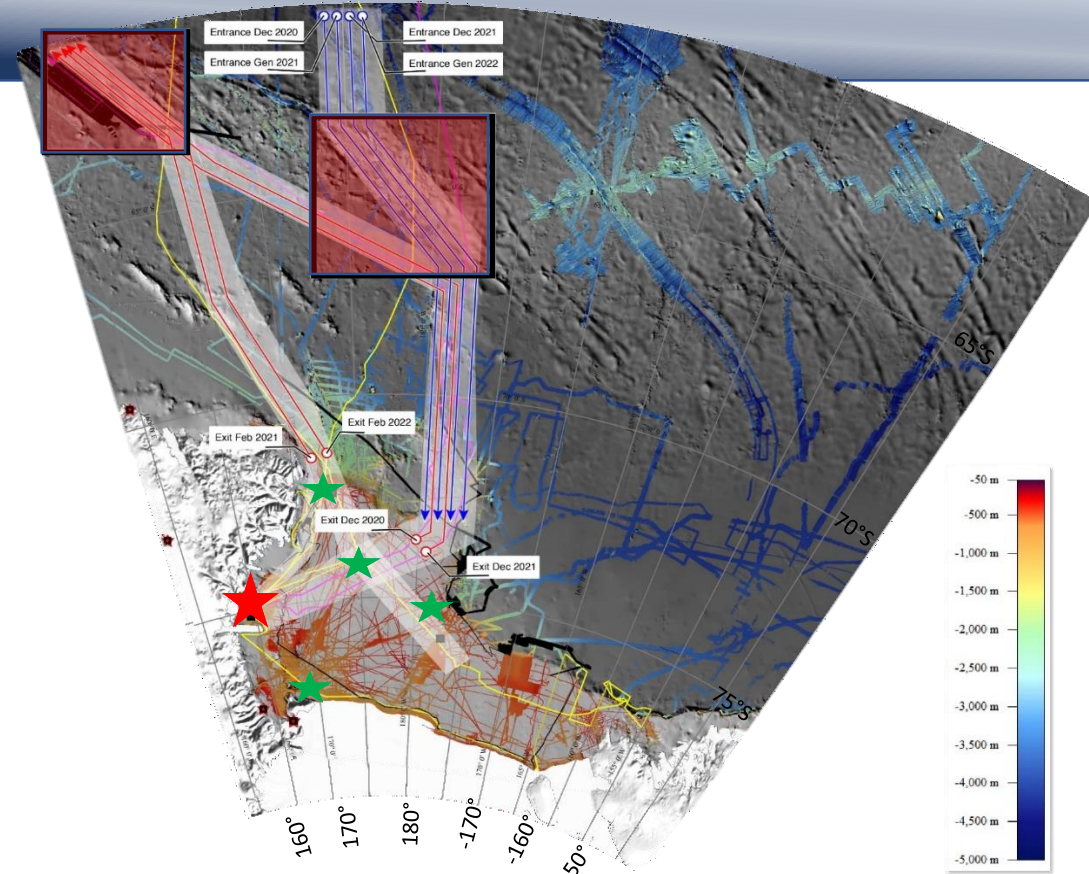 Entrance Dec 2020
Entrance Dec 2021
Entrance Gen 2021
Entrance Gen 2022
65°S
Exit Feb 2022
Exit Feb 2021
-50 m
-500 m
70°S
Exit Dec 2020
-1,000 m
Exit Dec 2021
-1,500 m
-2,000 m
-2,500 m
75°S
-3,000 m
-3,500 m
-4,000 m
-4,500 m
-5,000 m
160°
170°
180°
-170°
-160°
50°